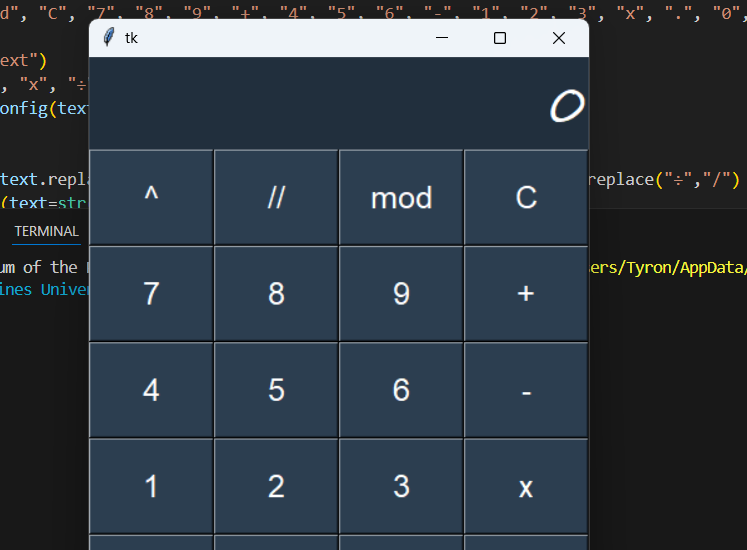 d", "C", "7", "8", "9", "+", "4", "5", "6", "-", "1", "2", "3", "x", ".", "0",
tk
ext")
, "x", "÷
onfig(tex
0
text.repl
replace("÷","/")
(text=str
^ // mod C
TERMINAL
um of the
ers/Tyron/AppData/
ines Univer
7 8 9 +
4 5 6 -
1 2 3 x